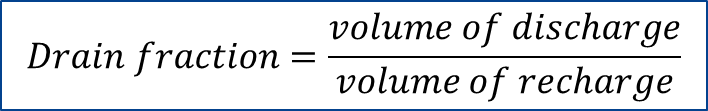 Drain fraction = volume of discharge / volume of recharge